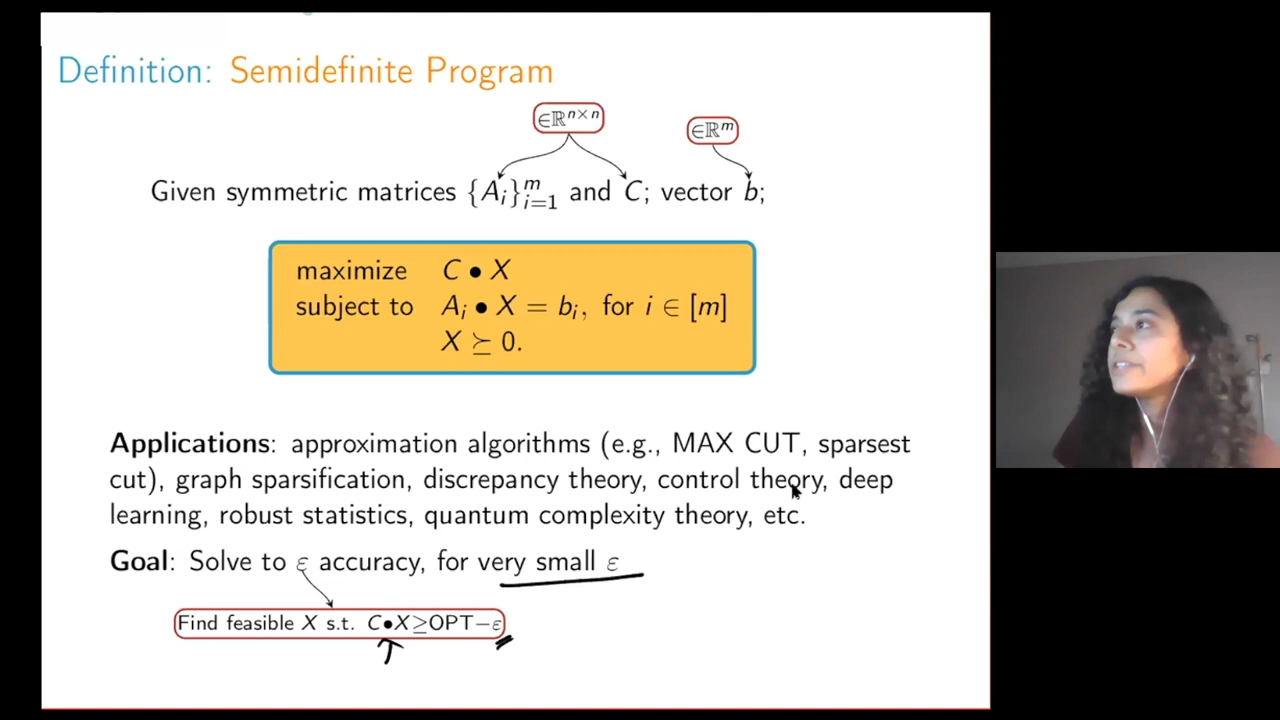 Definition: Semidefinite Program
∈ℝ^{n×n}
∈ℝ^m
Given symmetric matrices {A_i}_{i=1}^m and C; vector b;
maximize C • X
subject to A_i • X = b_i, for i ∈ [m]
X ⪰ 0.
Applications: approximation algorithms (e.g., MAX CUT, sparsest
cut), graph sparsification, discrepancy theory, control theory, deep
learning, robust statistics, quantum complexity theory, etc.
Goal: Solve to ε accuracy, for very small ε
Find feasible X s.t. C•X≥OPT−ε